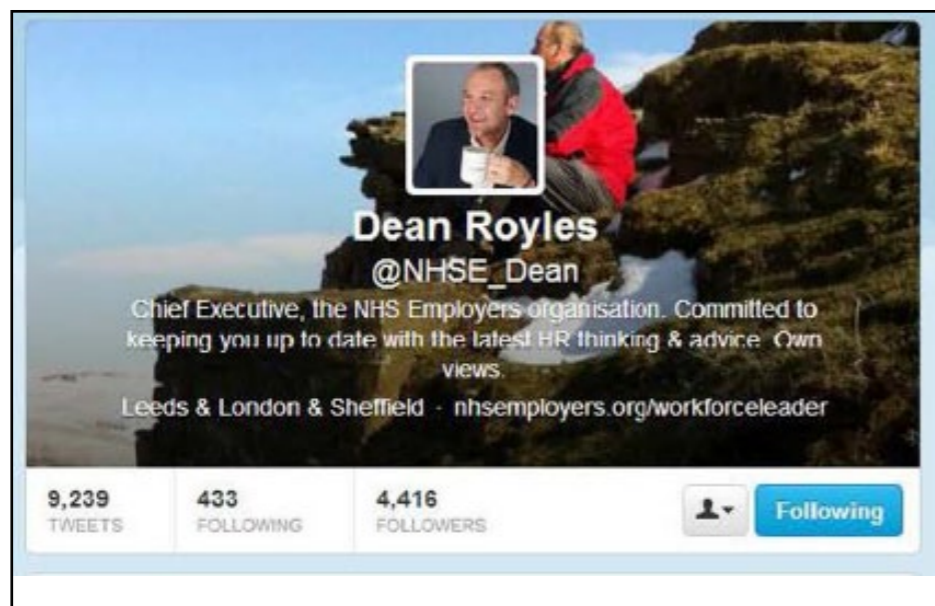 Dean Royles
@NHSE_Dean
Chief Executive, the NHS Employers organisation. Committed to
keeping you up to date with the latest HR thinking & advice. Own
views.
Leeds & London & Sheffield · nhsemployers.org/workforceleader
9,239 433 4,416
TWEETS FOLLOWING FOLLOWERS
Following